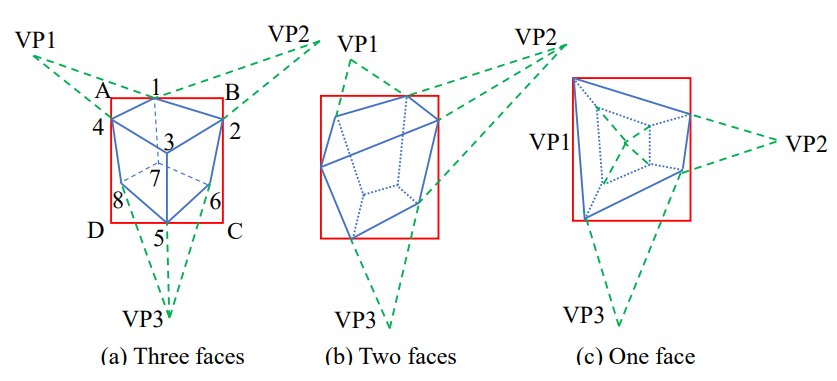 VP1
VP2
A
1
B
4
3
2
7
8
6
D
5
C
VP3
(a) Three faces
VP1
VP2
VP3
(b) Two faces
VP1
VP2
VP3
(c) One face